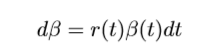 dβ = r(t)β(t)dt